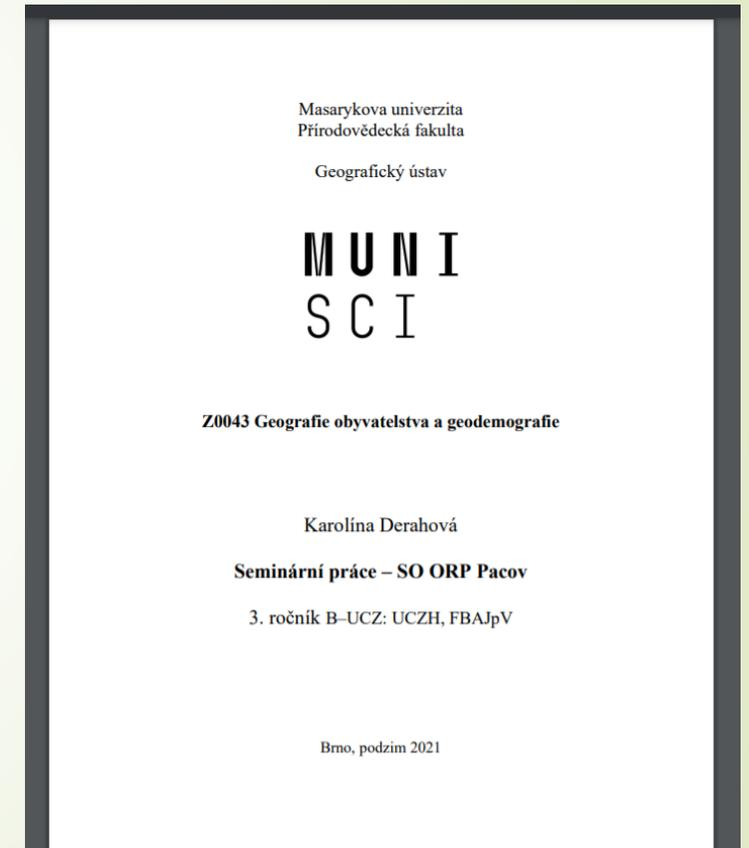 Masarykova univerzita
Přírodovědecká fakulta
Geografický ústav
MUNI
SCI
Z0043 Geografie obyvatelstva a geodemografie
Karolína Derahová
Seminární práce – SO ORP Pacov
3. ročník B–UCZ: UCZH, FBAJpV
Brno, podzim 2021